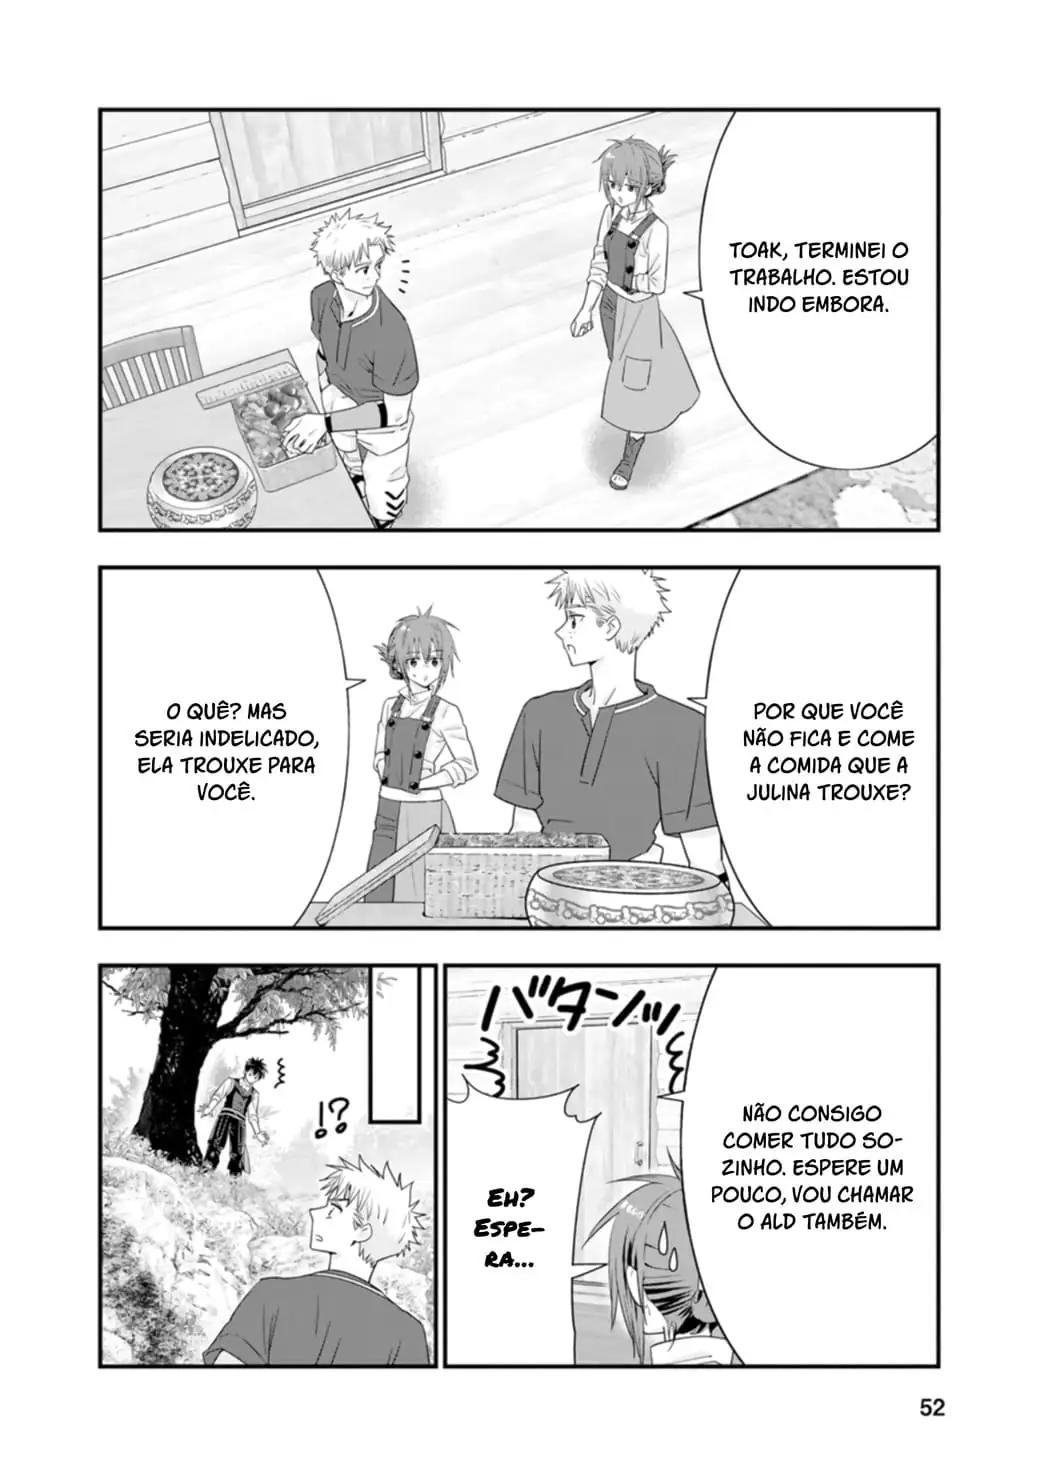 TOAK, TERMINEI O
TRABALHO. ESTOU
INDO EMBORA.
POR QUE VOCÊ
NÃO FICA E COME
A COMIDA QUE A
JULINA TROUXE?
O QUÊ? MAS
SERIA INDELICADO,
ELA TROUXE PARA
VOCÊ.
NÃO CONSIGO
COMER TUDO SO-
ZINHO. ESPERE UM
POUCO, VOU CHAMAR
O ALD TAMBÉM.
バタンッ
EH?
ESPE-
RA...
!?
52